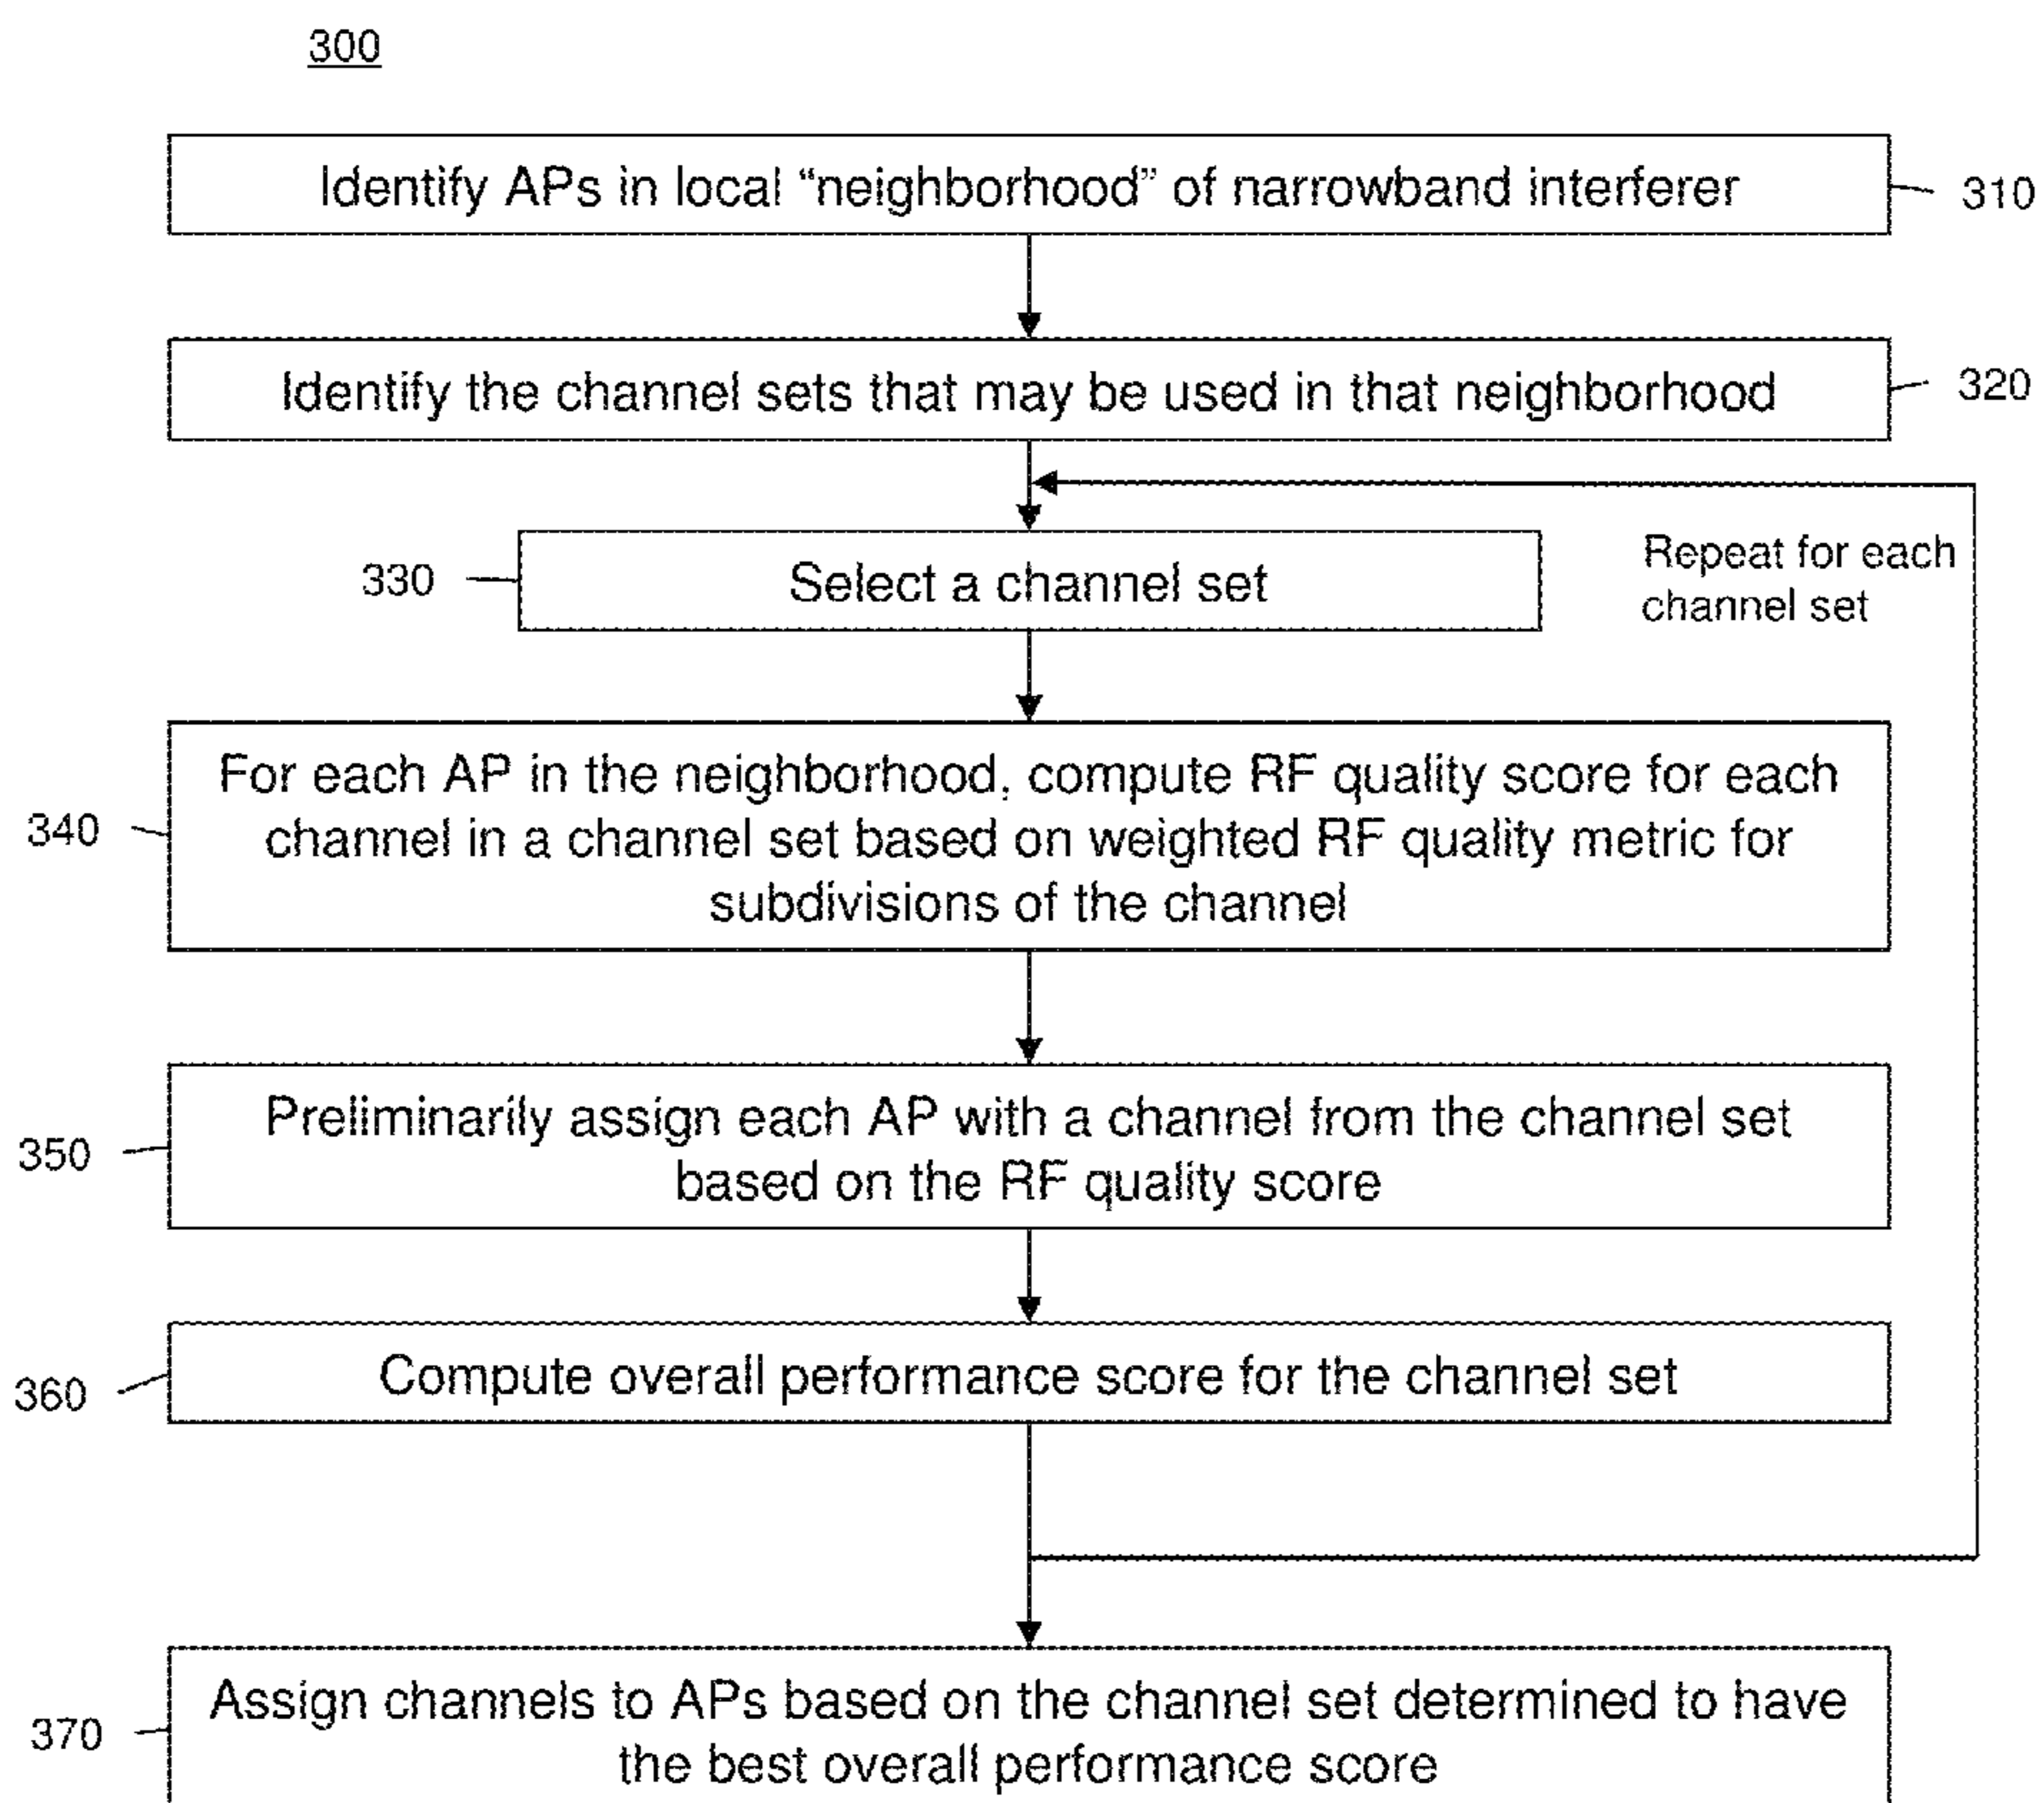 300
Identify APs in local “neighborhood” of narrowband interferer
310
Identify the channel sets that may be used in that neighborhood
320
330
Select a channel set
Repeat for each
channel set
340
For each AP in the neighborhood, compute RF quality score for each
channel in a channel set based on weighted RF quality metric for
subdivisions of the channel
350
Preliminarily assign each AP with a channel from the channel set
based on the RF quality score
360
Compute overall performance score for the channel set
370
Assign channels to APs based on the channel set determined to have
the best overall performance score